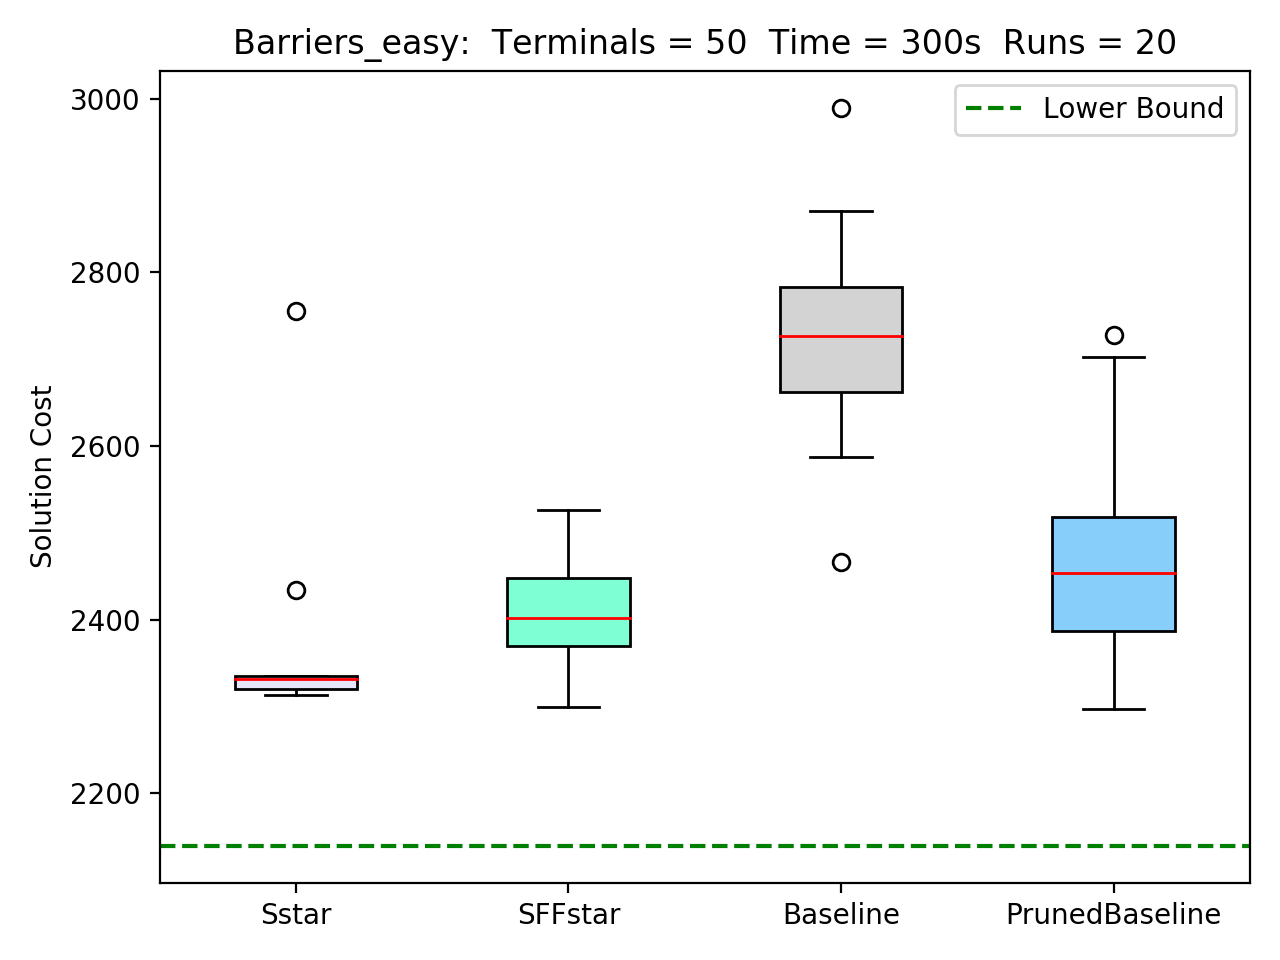 Barriers_easy:  Terminals = 50  Time = 300s  Runs = 20
Lower Bound
Solution Cost
3000
2800
2600
2400
2200
Sstar
SFFstar
Baseline
PrunedBaseline